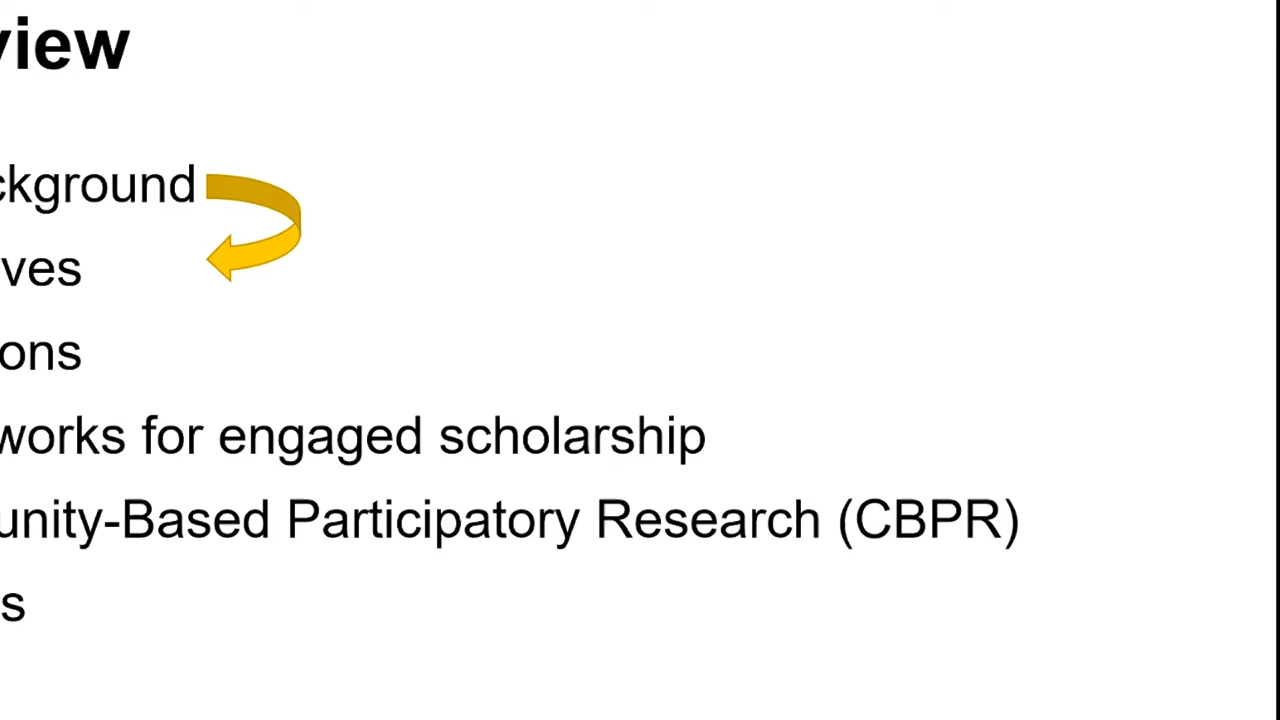 view
ckground
ves
ons
works for engaged scholarship
unity-Based Participatory Research (CBPR)
s